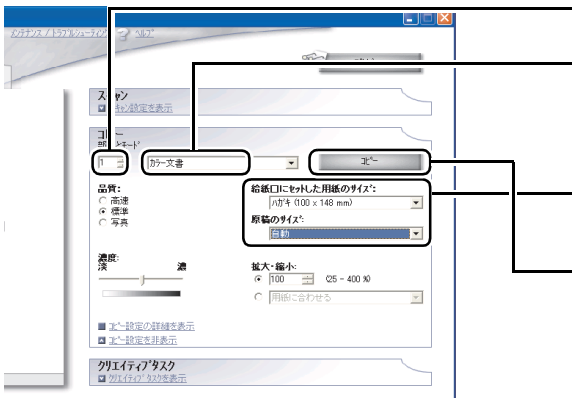 メンテナンス / トラブルシューティング ヘルプ
スキャン
スキャン設定を表示
コピー
部数とモード
1 カラー文書 コピー
品質:
高速
標準
写真
給紙口にセットした用紙のサイズ:
ハガキ (100 x 148 mm)
原稿のサイズ:
自動
濃度:
淡 濃
拡大・縮小:
100 (25 - 400 %)
用紙に合わせる
コピー設定の詳細を表示
コピー設定を非表示
クリエイティブタスク
クリエイティブタスクを表示